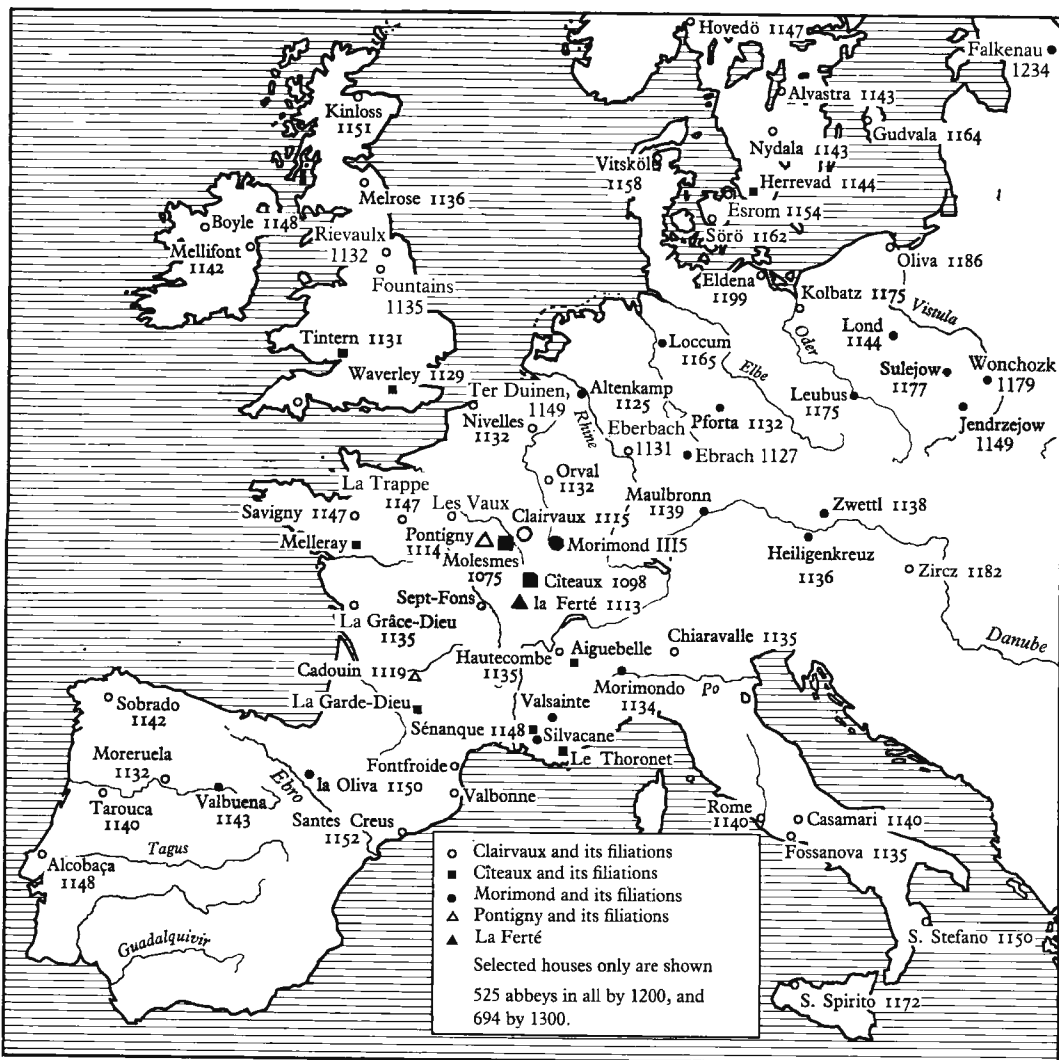 Hovedö 1147
Falkenau
1234
Alvastra 1143
Kinloss
1151
Gudvala 1164
Nydala 1143
Vitsköl
1158
Herrevad 1144
Melrose 1136
Esrom 1154
Boyle 1148
Sörö 1162
Rievaulx
1132
Mellifont
1142
Oliva 1186
Eldena
1199
Fountains
1135
Kolbatz 1175
Vistula
Lond
1144
Oder
Tintern 1131
Loccum
1165
Wonchozk
1179
Sulejow
1177
Elbe
Waverley 1129
Ter Duinen,
1149
Altenkamp
1125
Leubus
1175
Pforta 1132
Nivelles
1132
Rhine
Eberbach
1131
Jendrzejow
1149
Ebrach 1127
Orval
1132
La Trappe
1147
Maulbronn
1139
Les Vaux
Zwettl 1138
Savigny 1147
Clairvaux 1115
Pontigny
1114
Melleray
Morimond III5
Heiligenkreuz
1136
Molesmes
1075
Zircz 1182
Cîteaux 1098
Sept-Fons
la Ferté 1113
La Grâce-Dieu
1135
Danube
Chiaravalle 1135
Aiguebelle
Hautecombe
1135
Cadouin 1119
Morimondo
1134
Po
La Garde-Dieu
Sobrado
1142
Valsainte
Sénanque 1148
Silvacane
Moreruela
1132
Le Thoronet
Fontfroide
Ebro
la Oliva 1150
Valbonne
Tarouca
1140
Valbuena
1143
Rome
1140
Casamari 1140
Santes Creus
1152
Tagus
Fossanova 1135
Alcobaça
1148
Clairvaux and its filiations
Cîteaux and its filiations
Morimond and its filiations
Pontigny and its filiations
La Ferté
Selected houses only are shown
525 abbeys in all by 1200, and
694 by 1300.
Guadalquivir
S. Stefano 1150
S. Spirito 1172